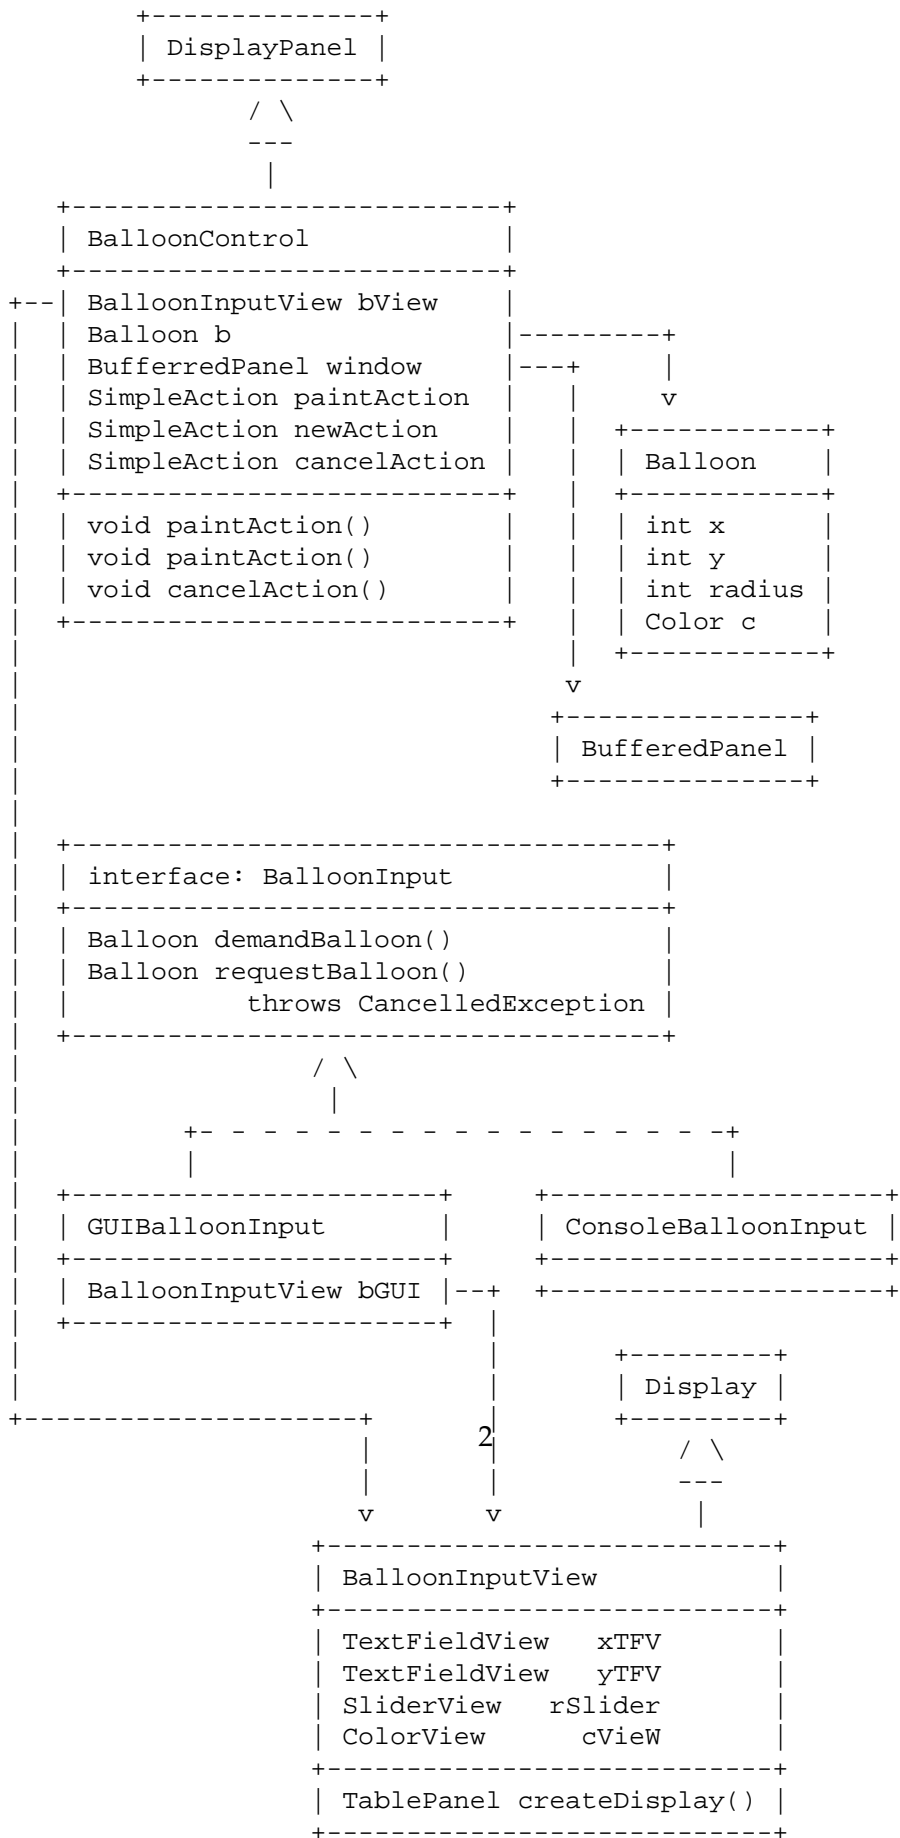 DisplayPanel
BalloonControl
BalloonInputView bView
Balloon b
BufferredPanel window
SimpleAction paintAction
SimpleAction newAction
SimpleAction cancelAction
void paintAction()
void paintAction()
void cancelAction()
Balloon
int x
int y
int radius
Color c
BufferedPanel
interface: BalloonInput
Balloon demandBalloon()
Balloon requestBalloon()
throws CancelledException
GUIBalloonInput
BalloonInputView bGUI
ConsoleBalloonInput
Display
2
BalloonInputView
TextFieldView xTFV
TextFieldView yTFV
SliderView rSlider
ColorView cVieW
TablePanel createDisplay()